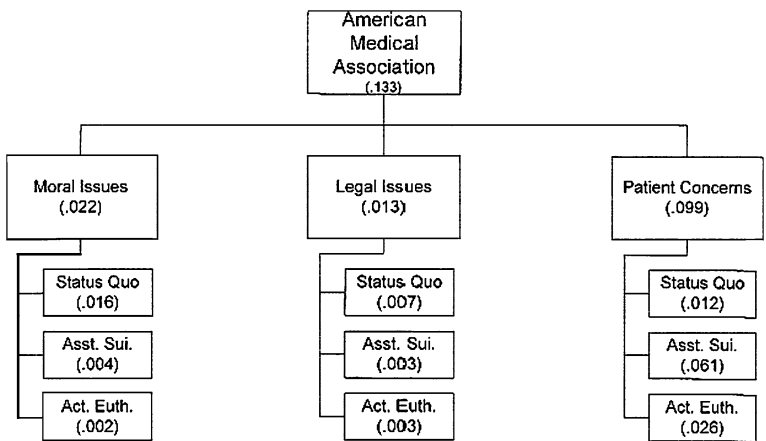 American
Medical
Association
(.133)
Moral Issues
(.022)
Legal Issues
(.013)
Patient Concerns
(.099)
Status Quo
(.016)
Asst. Sui.
(.004)
Act. Euth.
(.002)
Status Quo
(.007)
Asst. Sui.
(.003)
Act. Euth.
(.003)
Status Quo
(.012)
Asst. Sui.
(.061)
Act. Euth.
(.026)